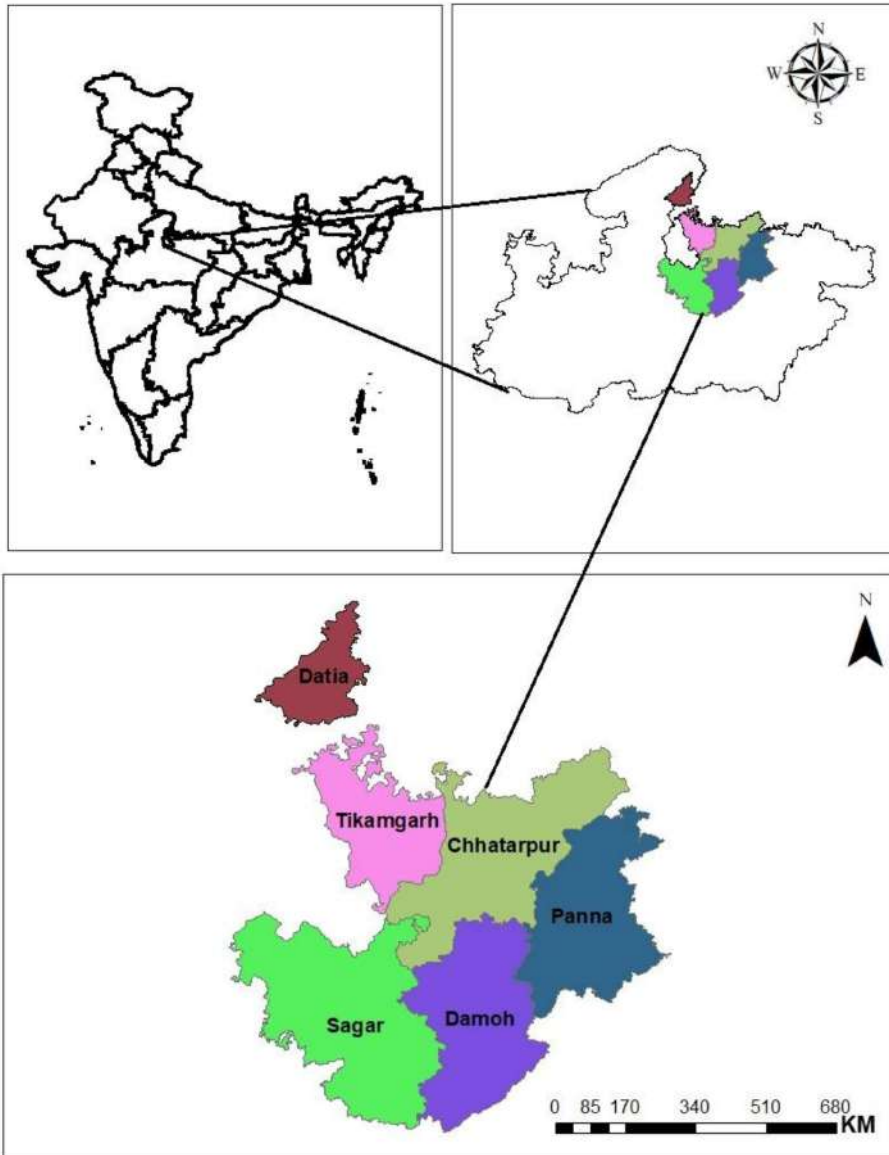 N
W E
S
N
Datia
Tikamgarh
Chhatarpur
Panna
Sagar
Damoh
0 85 170 340 510 680
KM